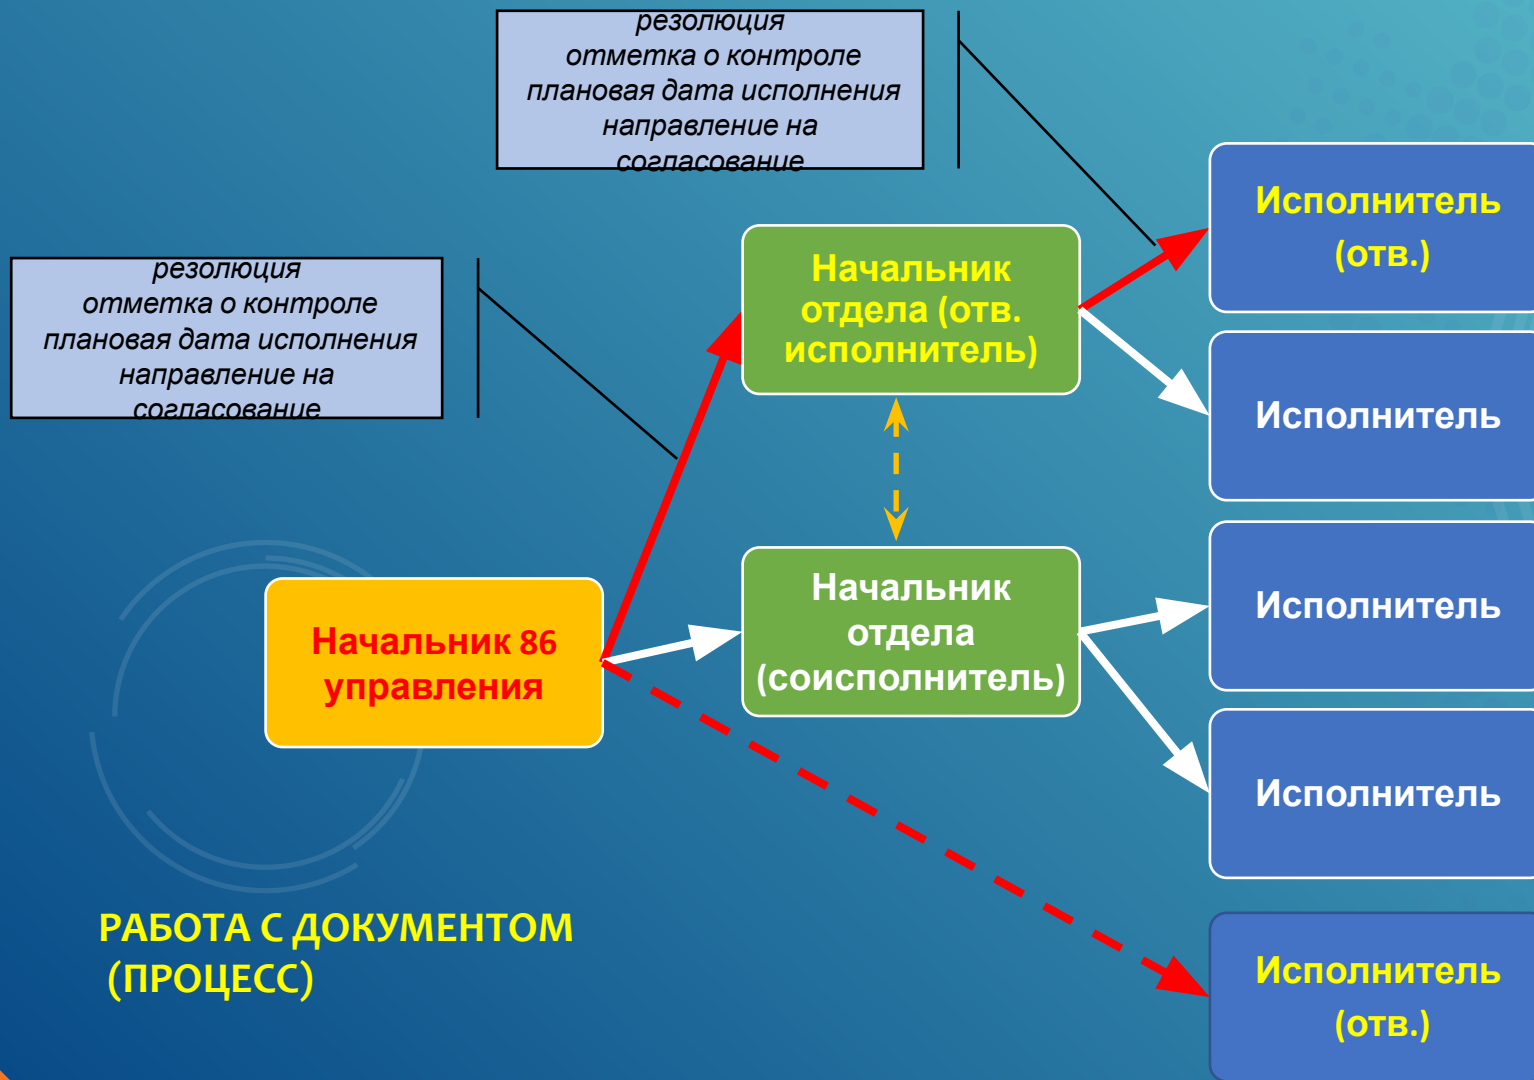 резолюция
отметка о контроле
плановая дата исполнения
направление на
согласование
резолюция
отметка о контроле
плановая дата исполнения
направление на
согласование
Начальник 86
управления
Начальник
отдела (отв.
исполнитель)
Начальник
отдела
(соисполнитель)
Исполнитель
(отв.)
Исполнитель
Исполнитель
Исполнитель
Исполнитель
(отв.)
РАБОТА С ДОКУМЕНТОМ
(ПРОЦЕСС)